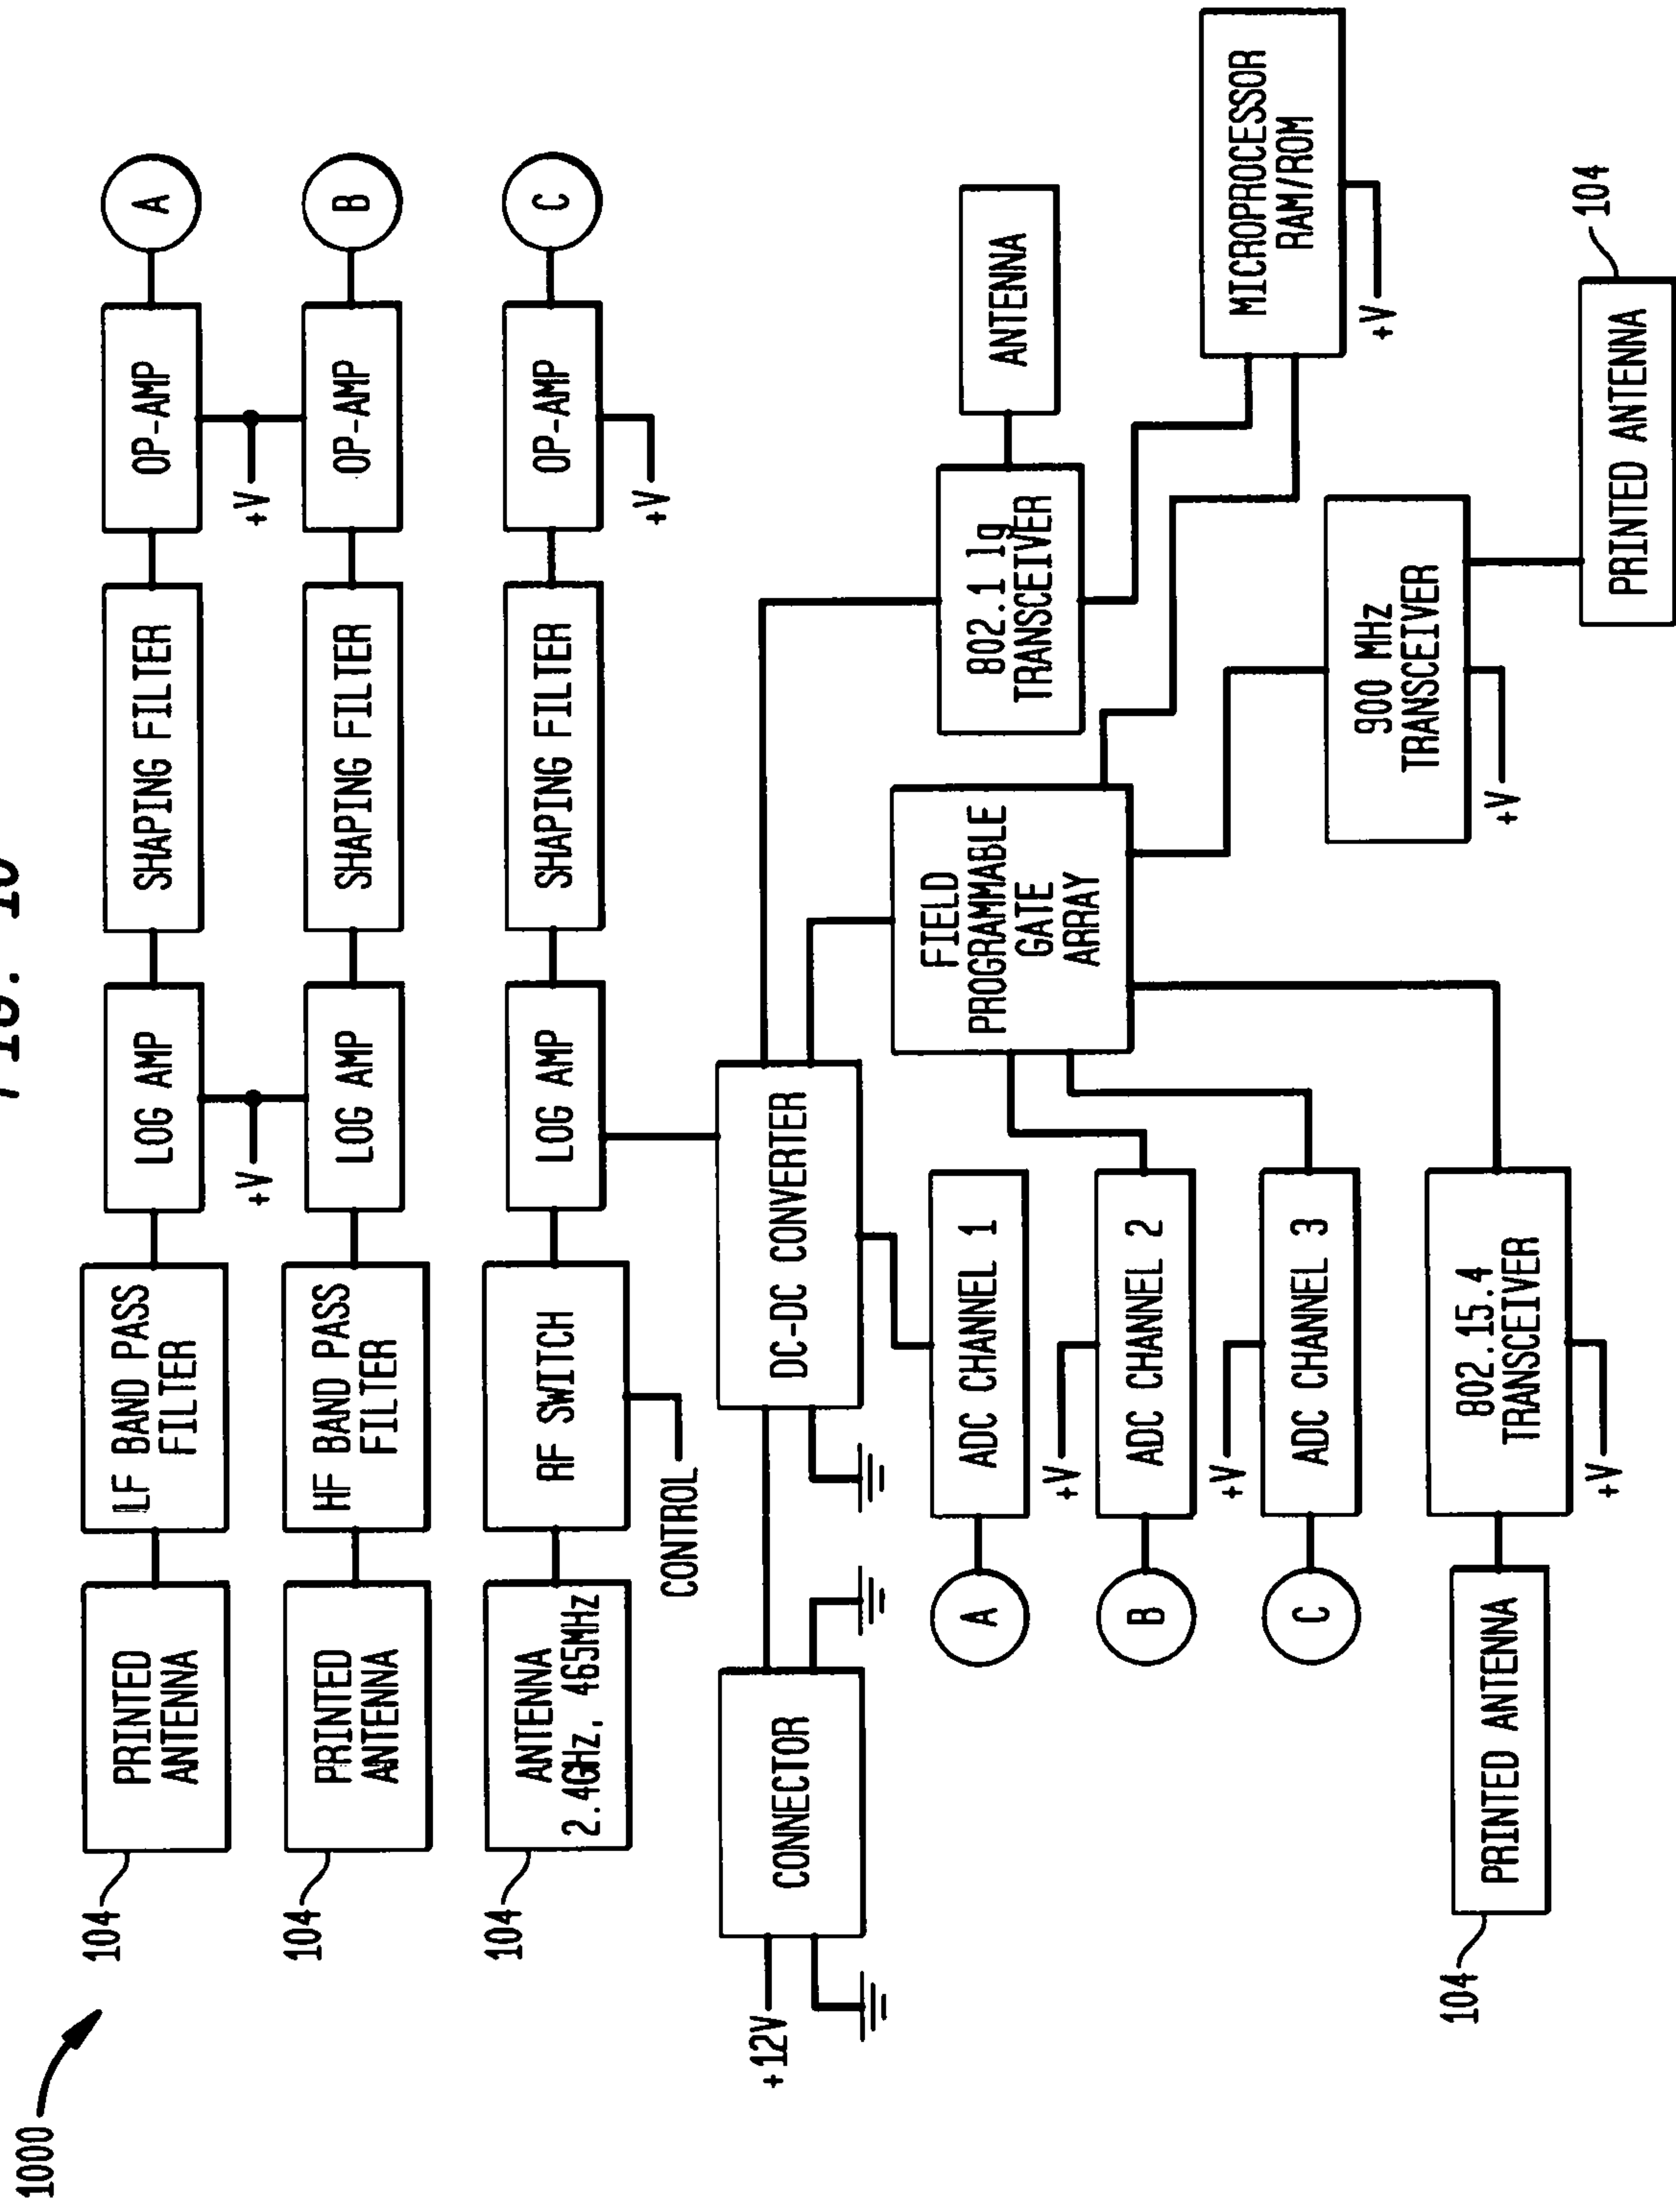 FIG. 10
1000
104
PRINTED
ANTENNA
LF BAND PASS
FILTER
LOG AMP
SHAPING FILTER
OP-AMP
A
+V
+V
104
PRINTED
ANTENNA
HF BAND PASS
FILTER
LOG AMP
SHAPING FILTER
OP-AMP
B
104
ANTENNA
2.4GHz, 465MHz
RF SWITCH
LOG AMP
SHAPING FILTER
OP-AMP
C
CONTROL
+V
+12V
CONNECTOR
DC-DC CONVERTER
A
ADC CHANNEL 1
FIELD
PROGRAMMABLE
GATE
ARRAY
802.1 1g
TRANSCEIVER
ANTENNA
+V
B
ADC CHANNEL 2
+V
C
ADC CHANNEL 3
MICROPROCESSOR
RAM/ROM
+V
104
PRINTED ANTENNA
802.15.4
TRANSCEIVER
+V
900 MHz
TRANSCEIVER
+V
PRINTED ANTENNA
104